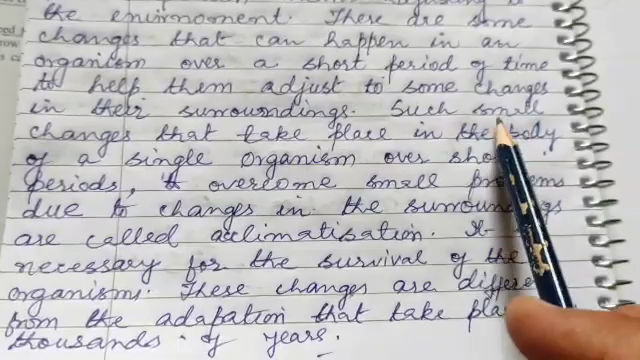 the environment. There are some
changes that can happen in an
organism over a short period of time
to help them adjust to some changes
in their surroundings. Such small
changes that take place in the body
of a single organism over short
periods, to overcome small problems
due to changes in the surroundings
are called acclimatisation. It
necessary for the survival of the
organisms. These changes are different
from the adapation that take place
thousands of years.